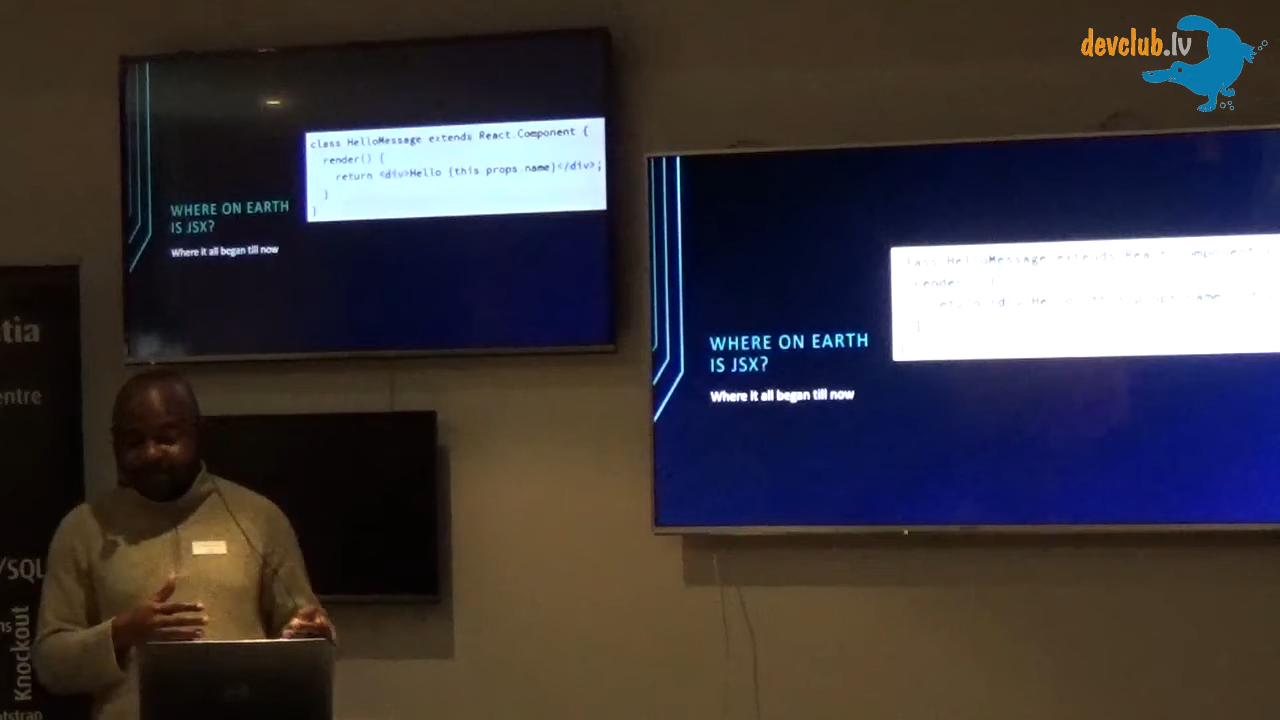 devclub.lv
class HelloMessage extends React.Component {
render() {
return <div>Hello {this.props.name}</div>;
}
}
WHERE ON EARTH
IS JSX?
Where it all began till now
WHERE ON EARTH
IS JSX?
Where it all began till now
tia
entre
/SQL
Knockout